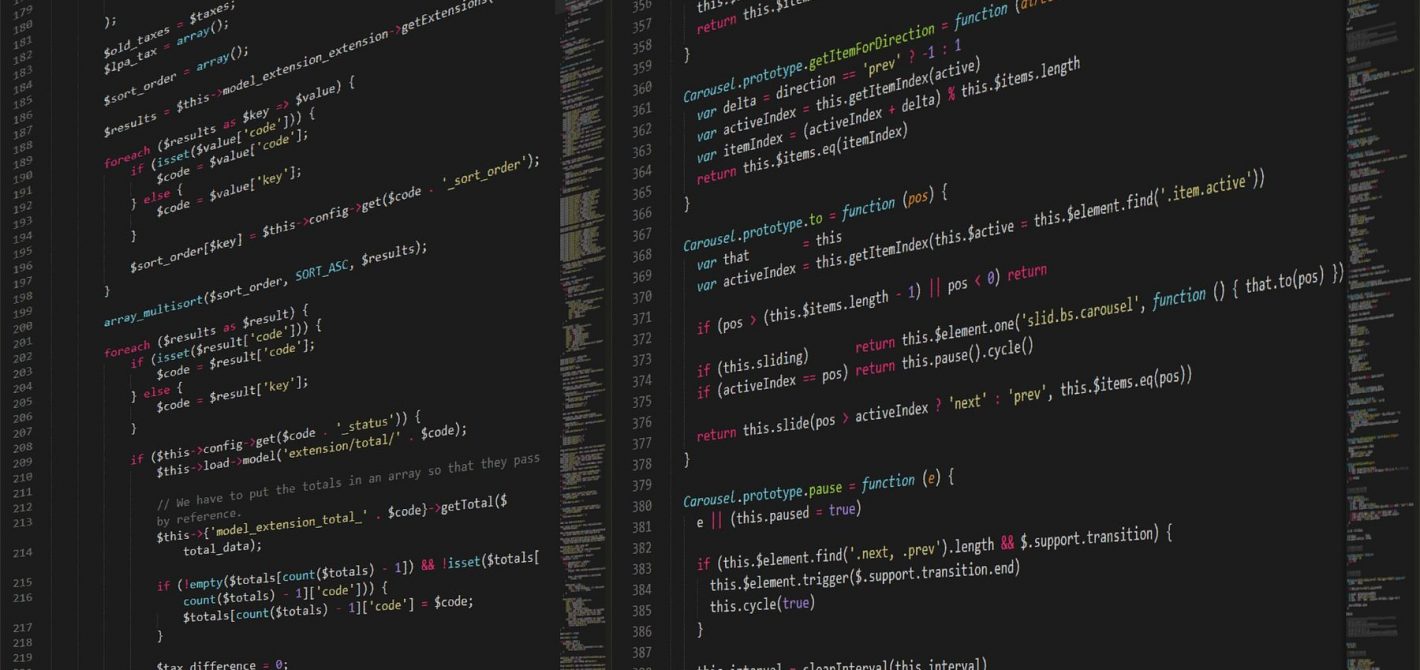 );
$old_taxes = $taxes;
$lpa_tax = array();
$sort_order = array();
$results = $this->model_extension_extension->getExtensions(
foreach ($results as $key => $value) {
if (isset($value['code'])) {
$code = $value['code'];
} else {
$code = $value['key'];
}
$sort_order[$key] = $this->config->get($code . '_sort_order');
}
array_multisort($sort_order, SORT_ASC, $results);
foreach ($results as $result) {
if (isset($result['code'])) {
$code = $result['code'];
} else {
$code = $result['key'];
}
if ($this->config->get($code . '_status')) {
$this->load->model('extension/total/' . $code);
// We have to put the totals in an array so that they pass
by reference.
$this->{'model_extension_total_' . $code}->getTotal($
total_data);
if (!empty($totals[count($totals) - 1]) && !isset($totals[
count($totals) - 1]['code'])) {
$totals[count($totals) - 1]['code'] = $code;
}
$tax_difference = 0;
179
180
181
182
183
184
185
186
187
188
189
190
191
192
193
194
195
196
197
198
199
200
201
202
203
204
205
206
207
208
209
210
211
212
213
214
215
216
217
218
219
356
357
358
359
360
361
362
363
364
365
366
367
368
369
370
371
372
373
374
375
376
377
378
379
380
381
382
383
384
385
386
387
return this.$
}
Carousel.prototype.getItemForDirection = function (
var delta = direction == 'prev' ? -1 : 1
var activeIndex = this.getItemIndex(active)
var itemIndex = (activeIndex + delta) % this.$items.length
return this.$items.eq(itemIndex)
}
Carousel.prototype.to = function (pos) {
var that = this
var activeIndex = this.getItemIndex(this.$active = this.$element.find('.item.active'))
if (pos > (this.$items.length - 1) || pos < 0) return
if (this.sliding) return this.$element.one('slid.bs.carousel', function () { that.to(pos) })
if (activeIndex == pos) return this.pause().cycle()
return this.slide(pos > activeIndex ? 'next' : 'prev', this.$items.eq(pos))
}
Carousel.prototype.pause = function (e) {
e || (this.paused = true)
if (this.$element.find('.next, .prev').length && $.support.transition) {
this.$element.trigger($.support.transition.end)
this.cycle(true)
}
this.interval = clearInterval(this.interval)